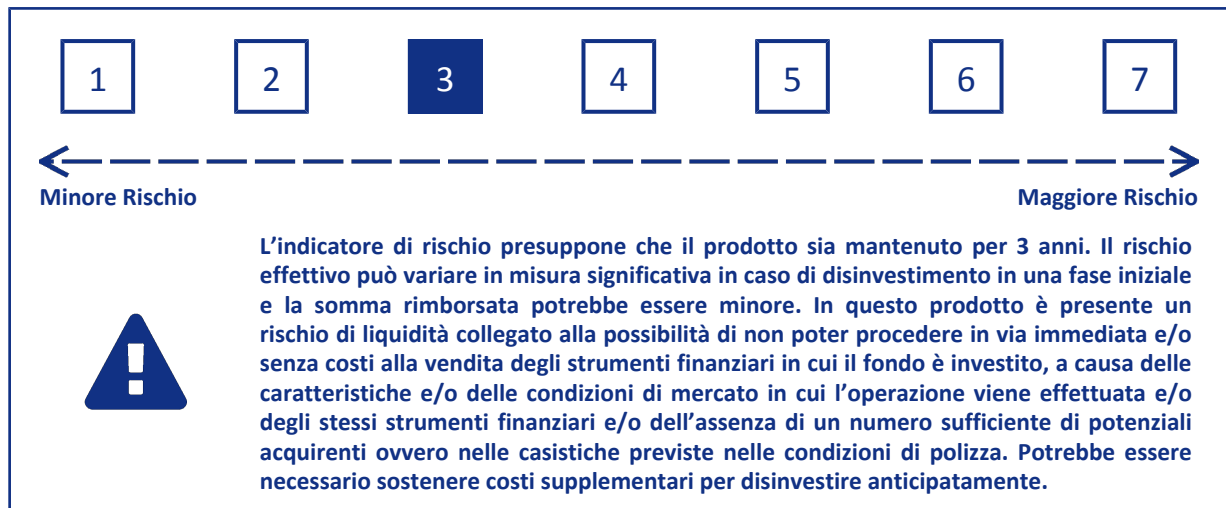 1 2 3 4 5 6 7
Minore Rischio Maggiore Rischio
L’indicatore di rischio presuppone che il prodotto sia mantenuto per 3 anni. Il rischio
effettivo può variare in misura significativa in caso di disinvestimento in una fase iniziale
e la somma rimborsata potrebbe essere minore. In questo prodotto è presente un
rischio di liquidità collegato alla possibilità di non poter procedere in via immediata e/o
senza costi alla vendita degli strumenti finanziari in cui il fondo è investito, a causa delle
caratteristiche e/o delle condizioni di mercato in cui l’operazione viene effettuata e/o
degli stessi strumenti finanziari e/o dell’assenza di un numero sufficiente di potenziali
acquirenti ovvero nelle casistiche previste nelle condizioni di polizza. Potrebbe essere
necessario sostenere costi supplementari per disinvestire anticipatamente.